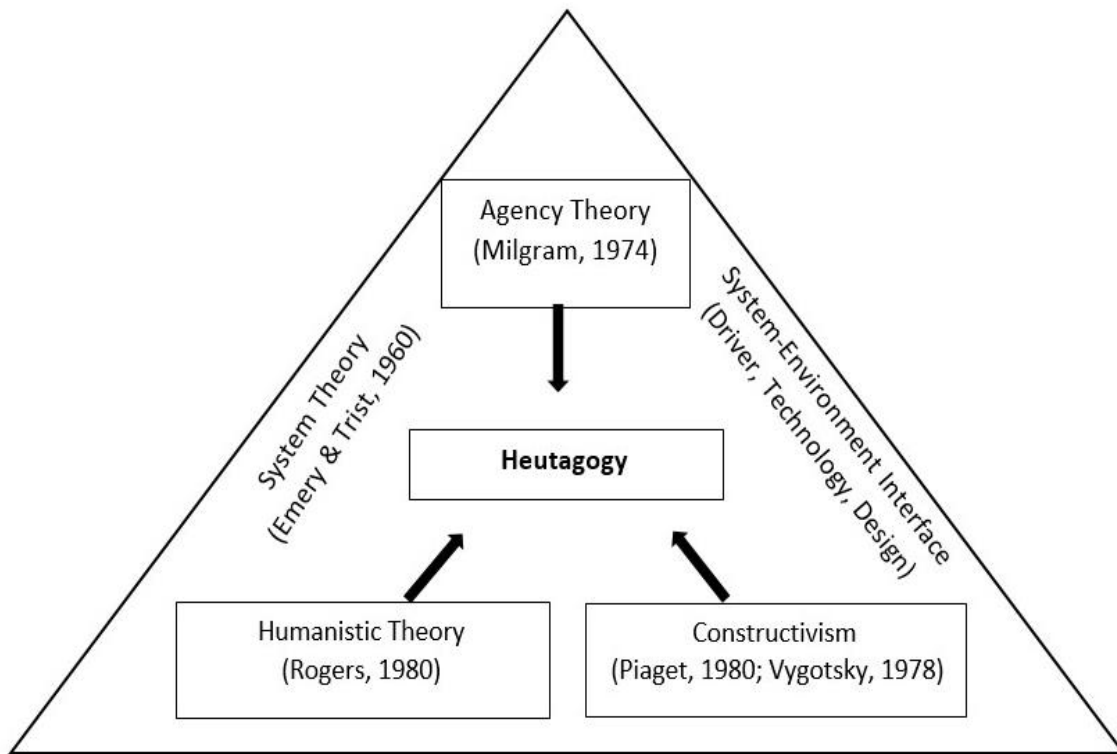 Agency Theory
(Milgram, 1974)
System Theory
(Emery & Trist, 1960)
System-Environment Interface
(Driver, Technology, Design)
Heutagogy
Humanistic Theory
(Rogers, 1980)
Constructivism
(Piaget, 1980; Vygotsky, 1978)